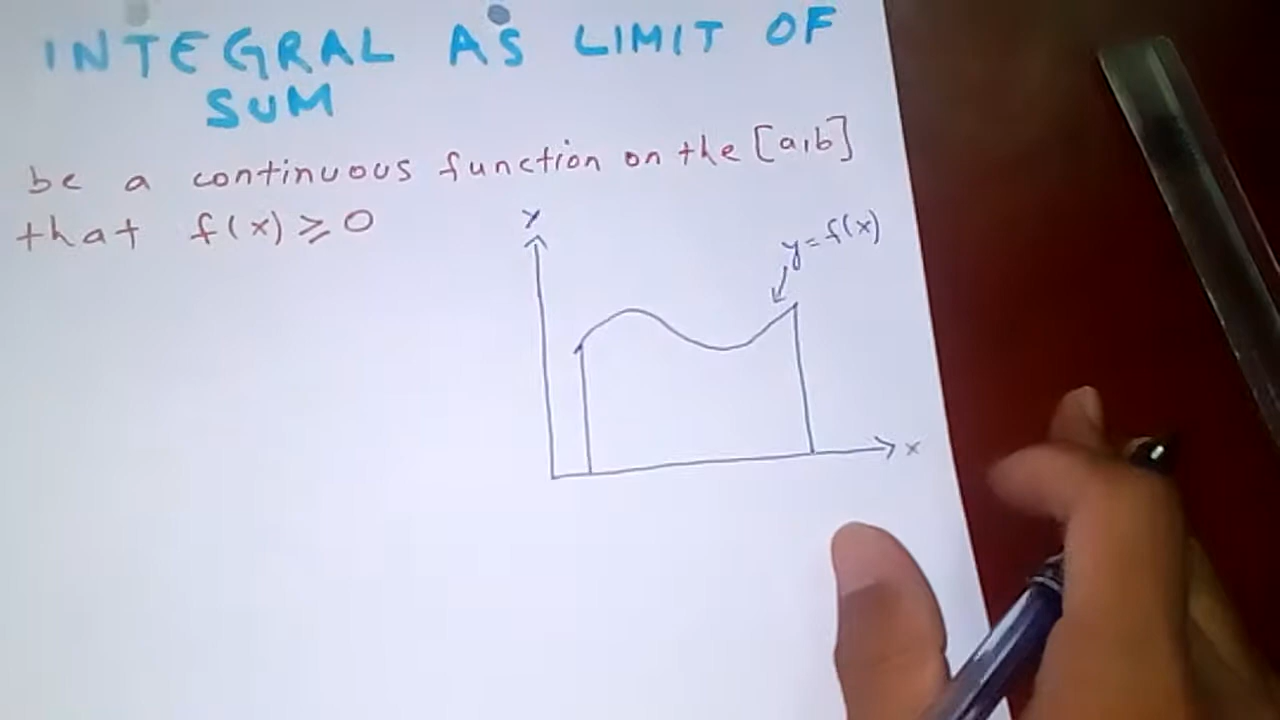 INTEGRAL AS LIMIT OF
SUM
be a continuous function on the [a,b]
that f(x) ≥ 0
y
y = f(x)
x